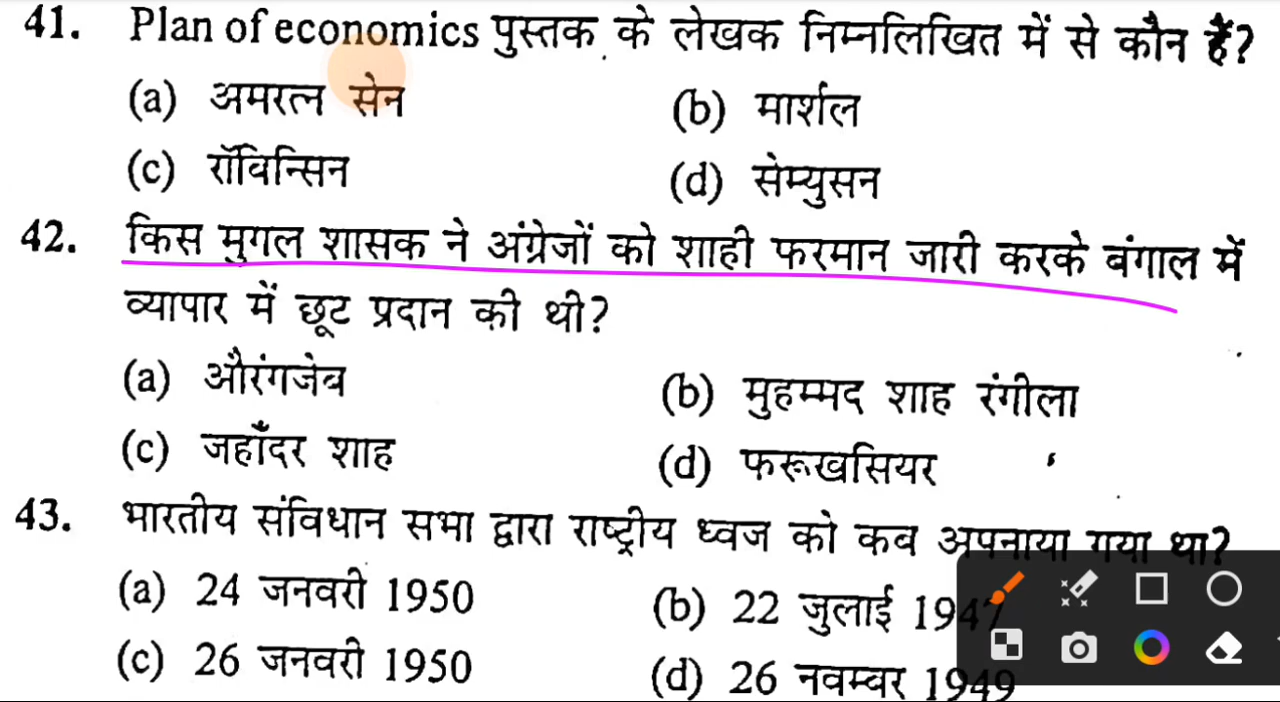 41. Plan of economics पुस्तक के लेखक निम्नलिखित में से कौन हैं?
(a) अमरत्न सेन (b) मार्शल
(c) रॉविन्सिन (d) सेम्युसन
42. किस मुगल शासक ने अंग्रेजों को शाही फरमान जारी करके बंगाल में
व्यापार में छूट प्रदान की थी?
(a) औरंगजेब (b) मुहम्मद शाह रंगीला
(c) जहाँदर शाह (d) फरूखसियर
43. भारतीय संविधान सभा द्वारा राष्ट्रीय ध्वज को कब अपनाया गया था?
(a) 24 जनवरी 1950 (b) 22 जुलाई 1947
(c) 26 जनवरी 1950 (d) 26 नवम्बर 1949